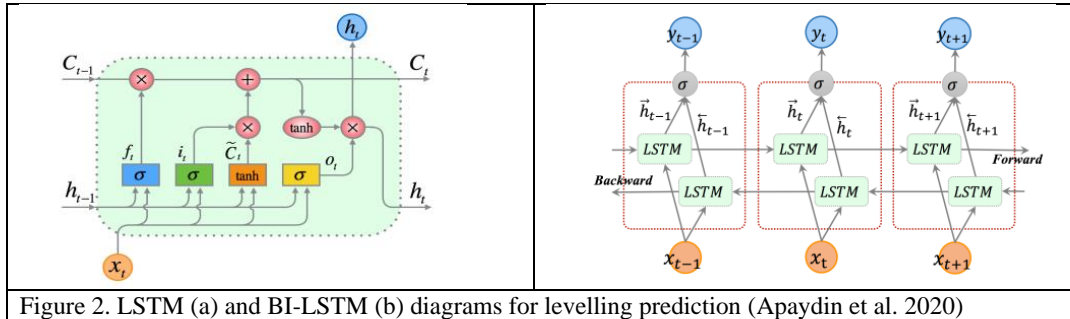 h_t
C_{t-1}
C_t
×
+
tanh
×
×
f_t
i_t
C̃_t
o_t
σ
σ
tanh
σ
h_{t-1}
h_t
x_t
y_{t-1}
y_t
y_{t+1}
σ
σ
σ
h⃗_{t-1}
h⃖_{t-1}
h⃗_t
h⃖_t
h⃗_{t+1}
h⃖_{t+1}
LSTM
LSTM
LSTM
Forward
Backward
LSTM
LSTM
LSTM
x_{t-1}
x_t
x_{t+1}
Figure 2. LSTM (a) and BI-LSTM (b) diagrams for levelling prediction (Apaydin et al. 2020)